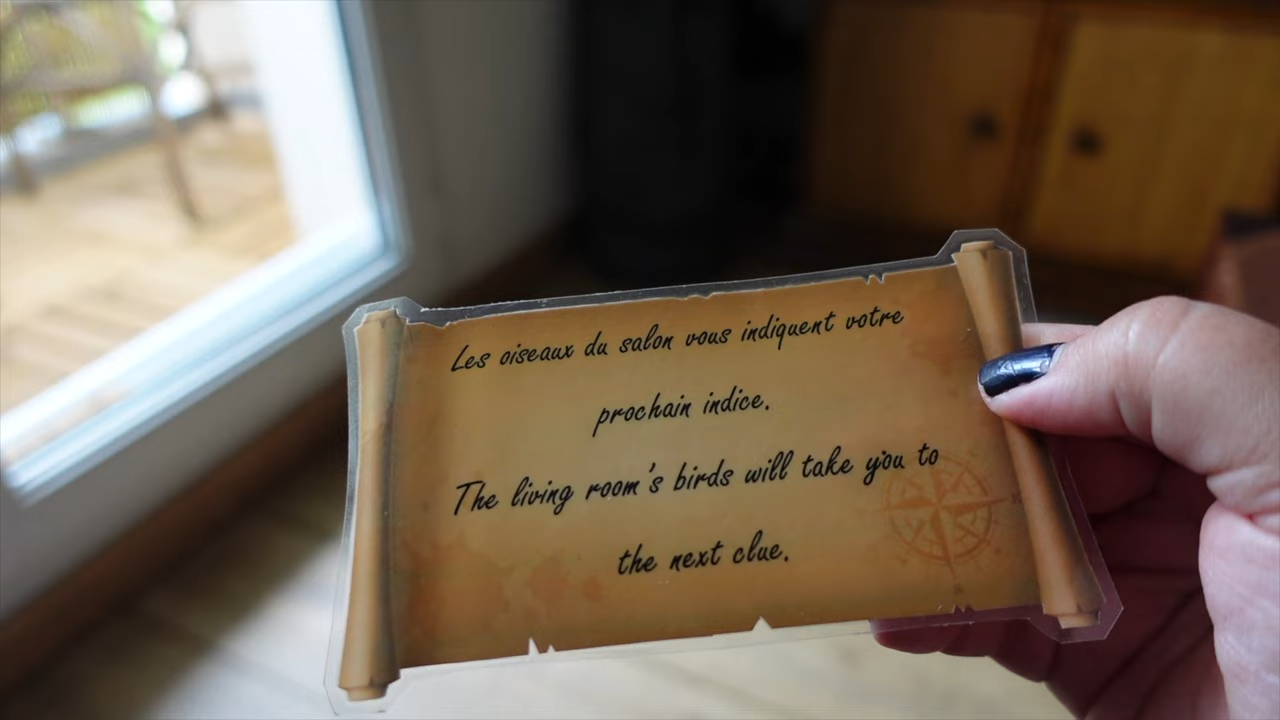 Les oiseaux du salon vous indiquent votre
prochain indice.
The living room's birds will take you to
the next clue.